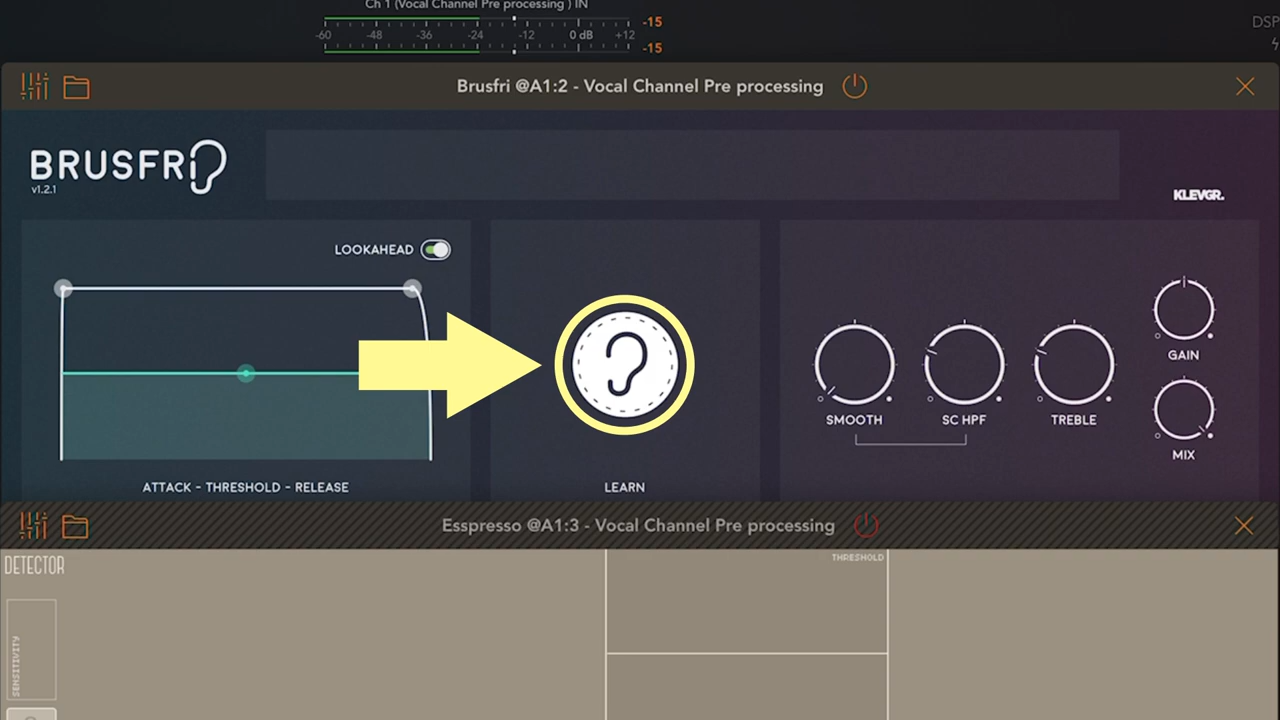 Ch 1 (Vocal Channel Pre processing ) IN
-60 -48 -36 -24 -12 0 dB +12
-15
-15
DSP
Brusfri @A1:2 - Vocal Channel Pre processing
BRUSFRI
v1.2.1
KLEVGR.
LOOKAHEAD
ATTACK - THRESHOLD - RELEASE
LEARN
SMOOTH
SC HPF
TREBLE
GAIN
MIX
Esspresso @A1:3 - Vocal Channel Pre processing
DETECTOR
THRESHOLD
SENSITIVITY